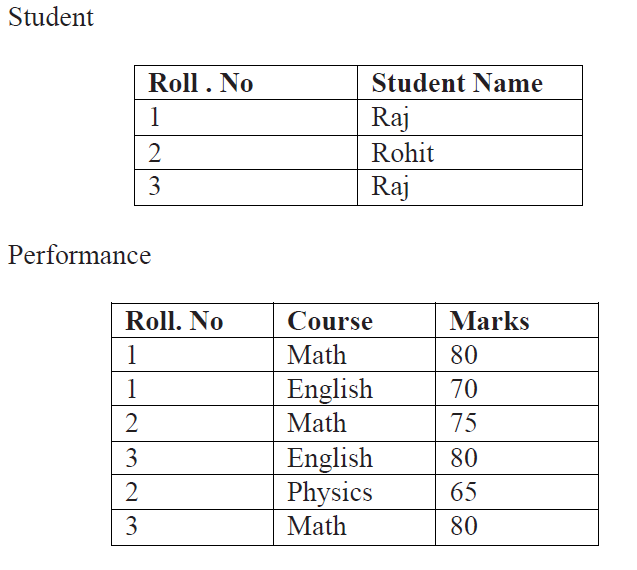 Student
Roll . No Student Name
1 Raj
2 Rohit
3 Raj
Performance
Roll. No Course Marks
1 Math 80
1 English 70
2 Math 75
3 English 80
2 Physics 65
3 Math 80